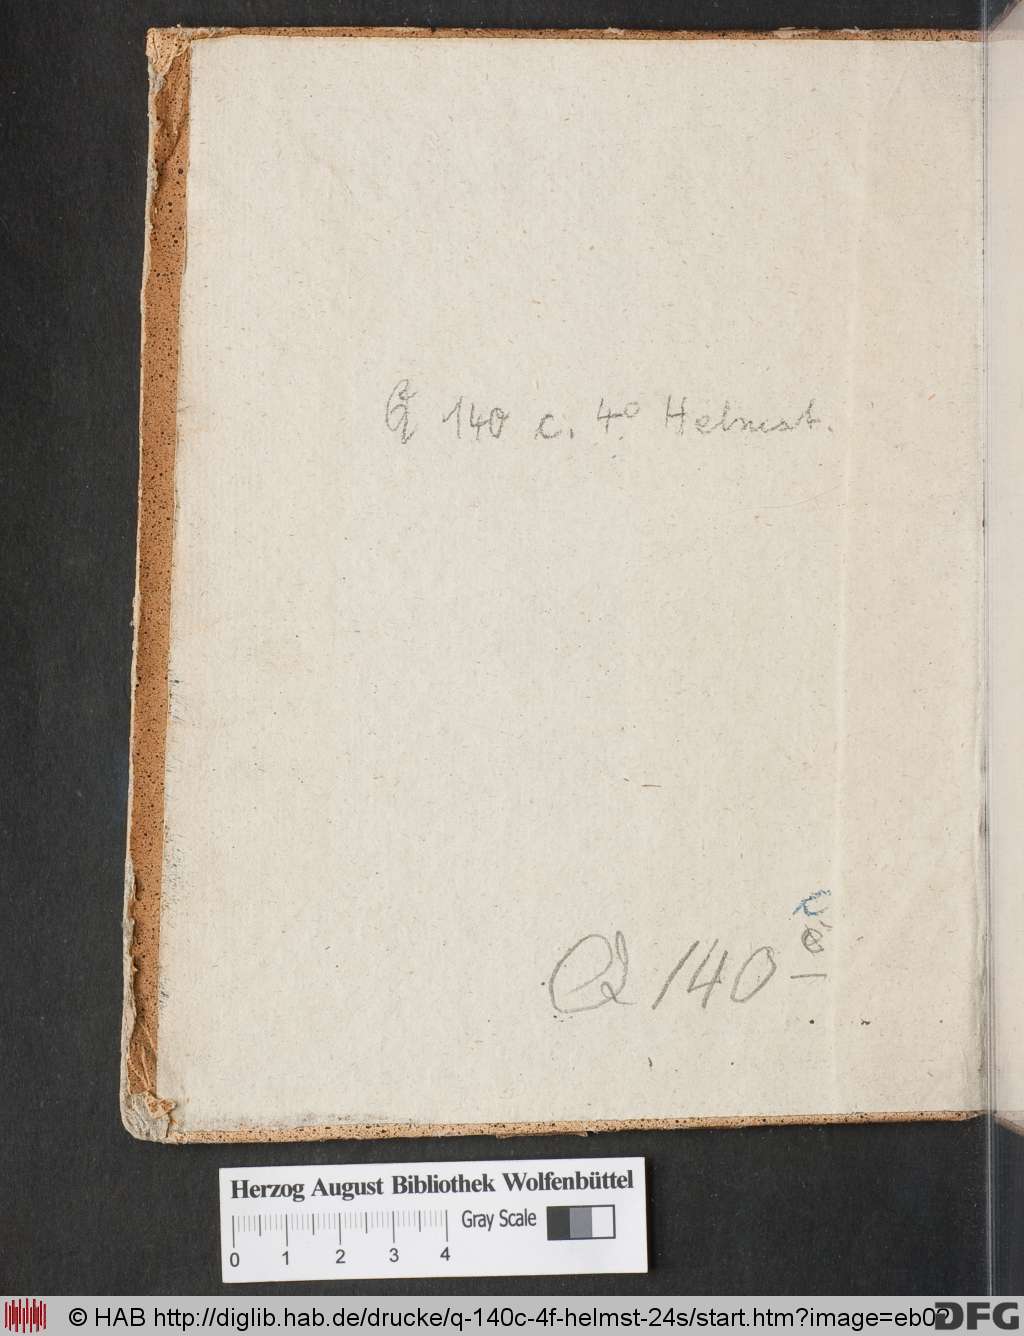 Q 140 c. 4º Helmst.
c
Q 140
Herzog August Bibliothek Wolfenbüttel
Gray Scale
0 1 2 3 4
© HAB http://diglib.hab.de/drucke/q-140c-4f-helmst-24s/start.htm?image=eb02
DFG